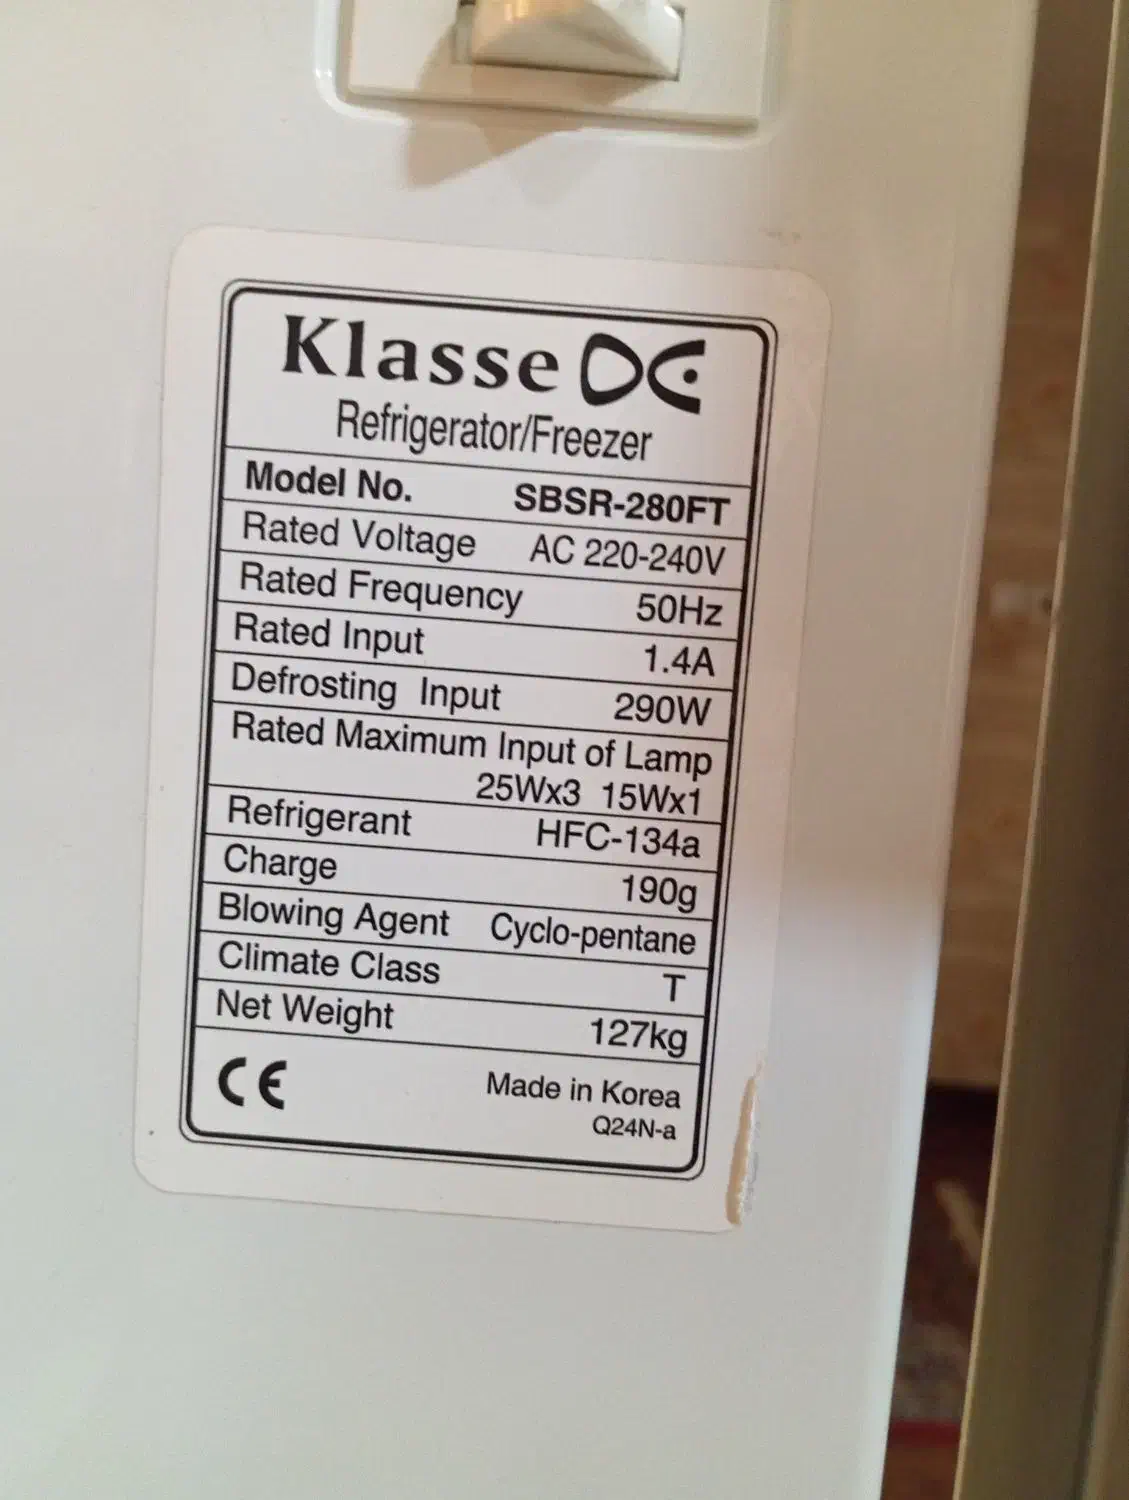 Klasse DE
Refrigerator/Freezer
Model No. SBSR-280FT
Rated Voltage AC 220-240V
Rated Frequency 50Hz
Rated Input 1.4A
Defrosting Input 290W
Rated Maximum Input of Lamp
25Wx3 15Wx1
Refrigerant HFC-134a
Charge 190g
Blowing Agent Cyclo-pentane
Climate Class T
Net Weight 127kg
CE Made in Korea
Q24N-a